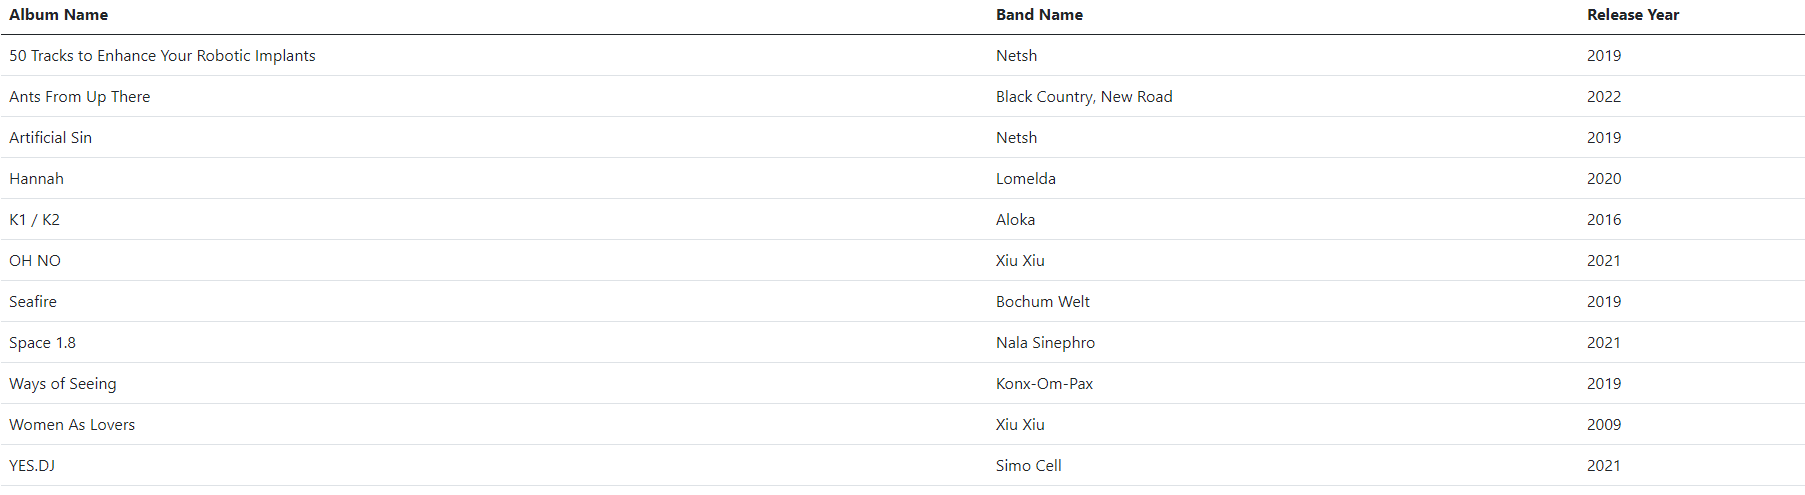 Album Name Band Name Release Year
50 Tracks to Enhance Your Robotic Implants Netsh 2019
Ants From Up There Black Country, New Road 2022
Artificial Sin Netsh 2019
Hannah Lomelda 2020
K1 / K2 Aloka 2016
OH NO Xiu Xiu 2021
Seafire Bochum Welt 2019
Space 1.8 Nala Sinephro 2021
Ways of Seeing Konx-Om-Pax 2019
Women As Lovers Xiu Xiu 2009
YES.DJ Simo Cell 2021